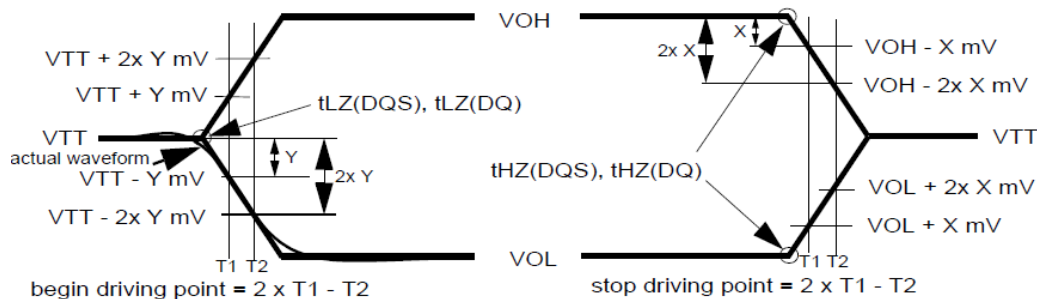 VOH
VTT + 2x Y mV
VTT + Y mV
VTT
actual waveform
VTT - Y mV
VTT - 2x Y mV
tLZ(DQS), tLZ(DQ)
Y
2x Y
T1 T2
begin driving point = 2 x T1 - T2
VOL
X
2x X
VOH - X mV
VOH - 2x X mV
VTT
tHZ(DQS), tHZ(DQ)
VOL + 2x X mV
VOL + X mV
T1 T2
stop driving point = 2 x T1 - T2